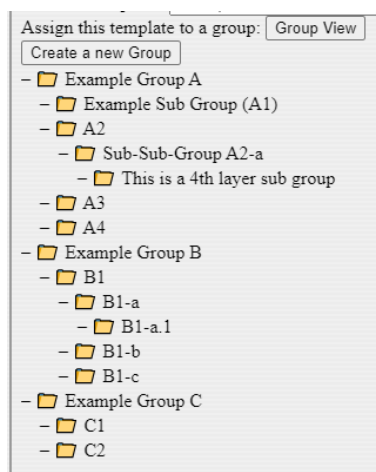 Assign this template to a group: Group View
Create a new Group
– Example Group A
– Example Sub Group (A1)
– A2
– Sub-Sub-Group A2-a
– This is a 4th layer sub group
– A3
– A4
– Example Group B
– B1
– B1-a
– B1-a.1
– B1-b
– B1-c
– Example Group C
– C1
– C2